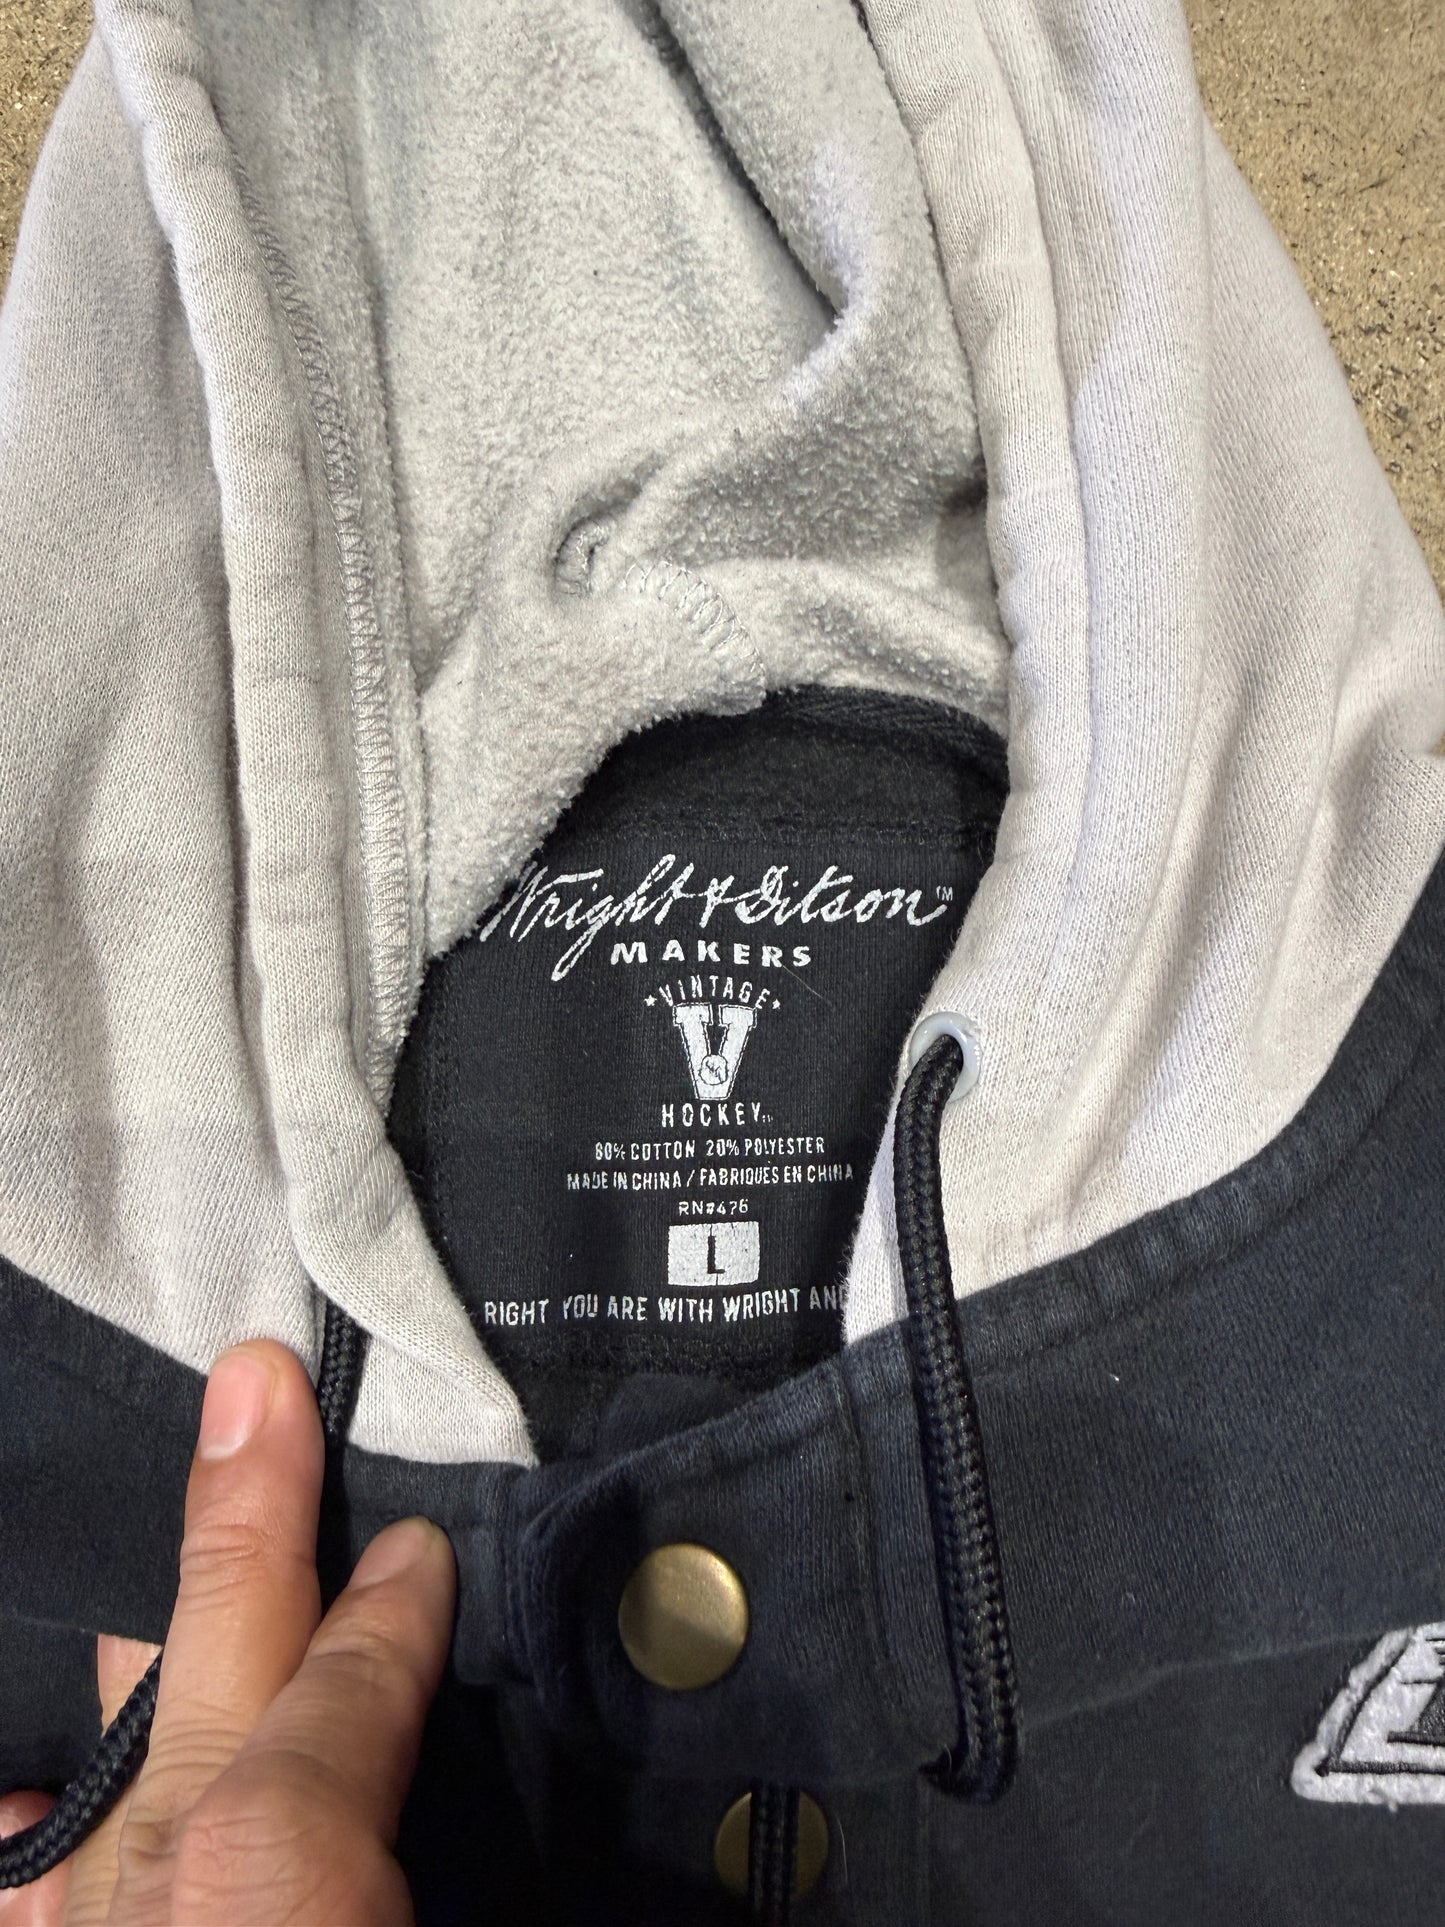 Wright & Ditson™
MAKERS
VINTAGE
V
HOCKEY
80% COTTON 20% POLYESTER
MADE IN CHINA / FABRIQUÉS EN CHINA
RN#476
L
RIGHT YOU ARE WITH WRIGHT AND